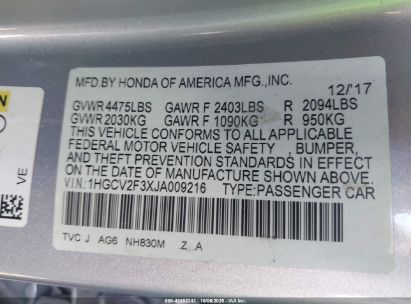 MFD.BY HONDA OF AMERICA MFG.,INC.
12/'17
GVWR 4475LBS GAWR F 2403LBS R 2094LBS
GVWR 2030KG GAWR F 1090KG R 950KG
THIS VEHICLE CONFORMS TO ALL APPLICABLE
FEDERAL MOTOR VEHICLE SAFETY , BUMPER,
AND THEFT PREVENTION STANDARDS IN
EFFECT ON THE DATE OF MANUFACTURE SHOWN ABOVE.
V.I.N:1HGCV2F3XJA009216 TYPE:PASSENGER CAR
TVC J AG6 NH830M .Z, .A
VE